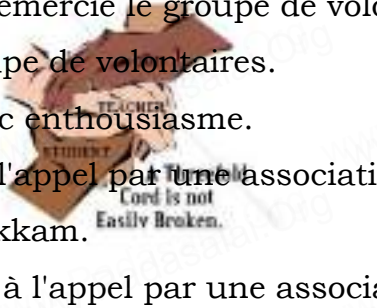 emercie le groupe de volo
pe de volontaires.
TEACHER
c enthousiasme.
STUDENT
l'appel par une associati
A Threefold
Cord is not
kkam.
Easily Broken.
à l'appel par une associa